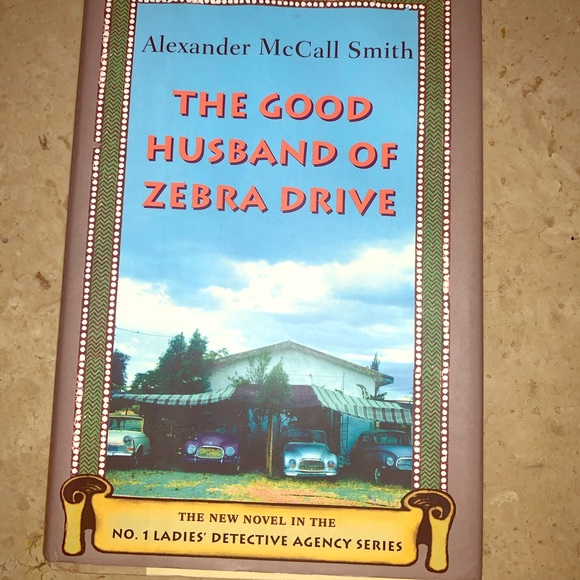 Alexander McCall Smith
THE GOOD
HUSBAND OF
ZEBRA DRIVE
THE NEW NOVEL IN THE
NO. 1 LADIES' DETECTIVE AGENCY SERIES